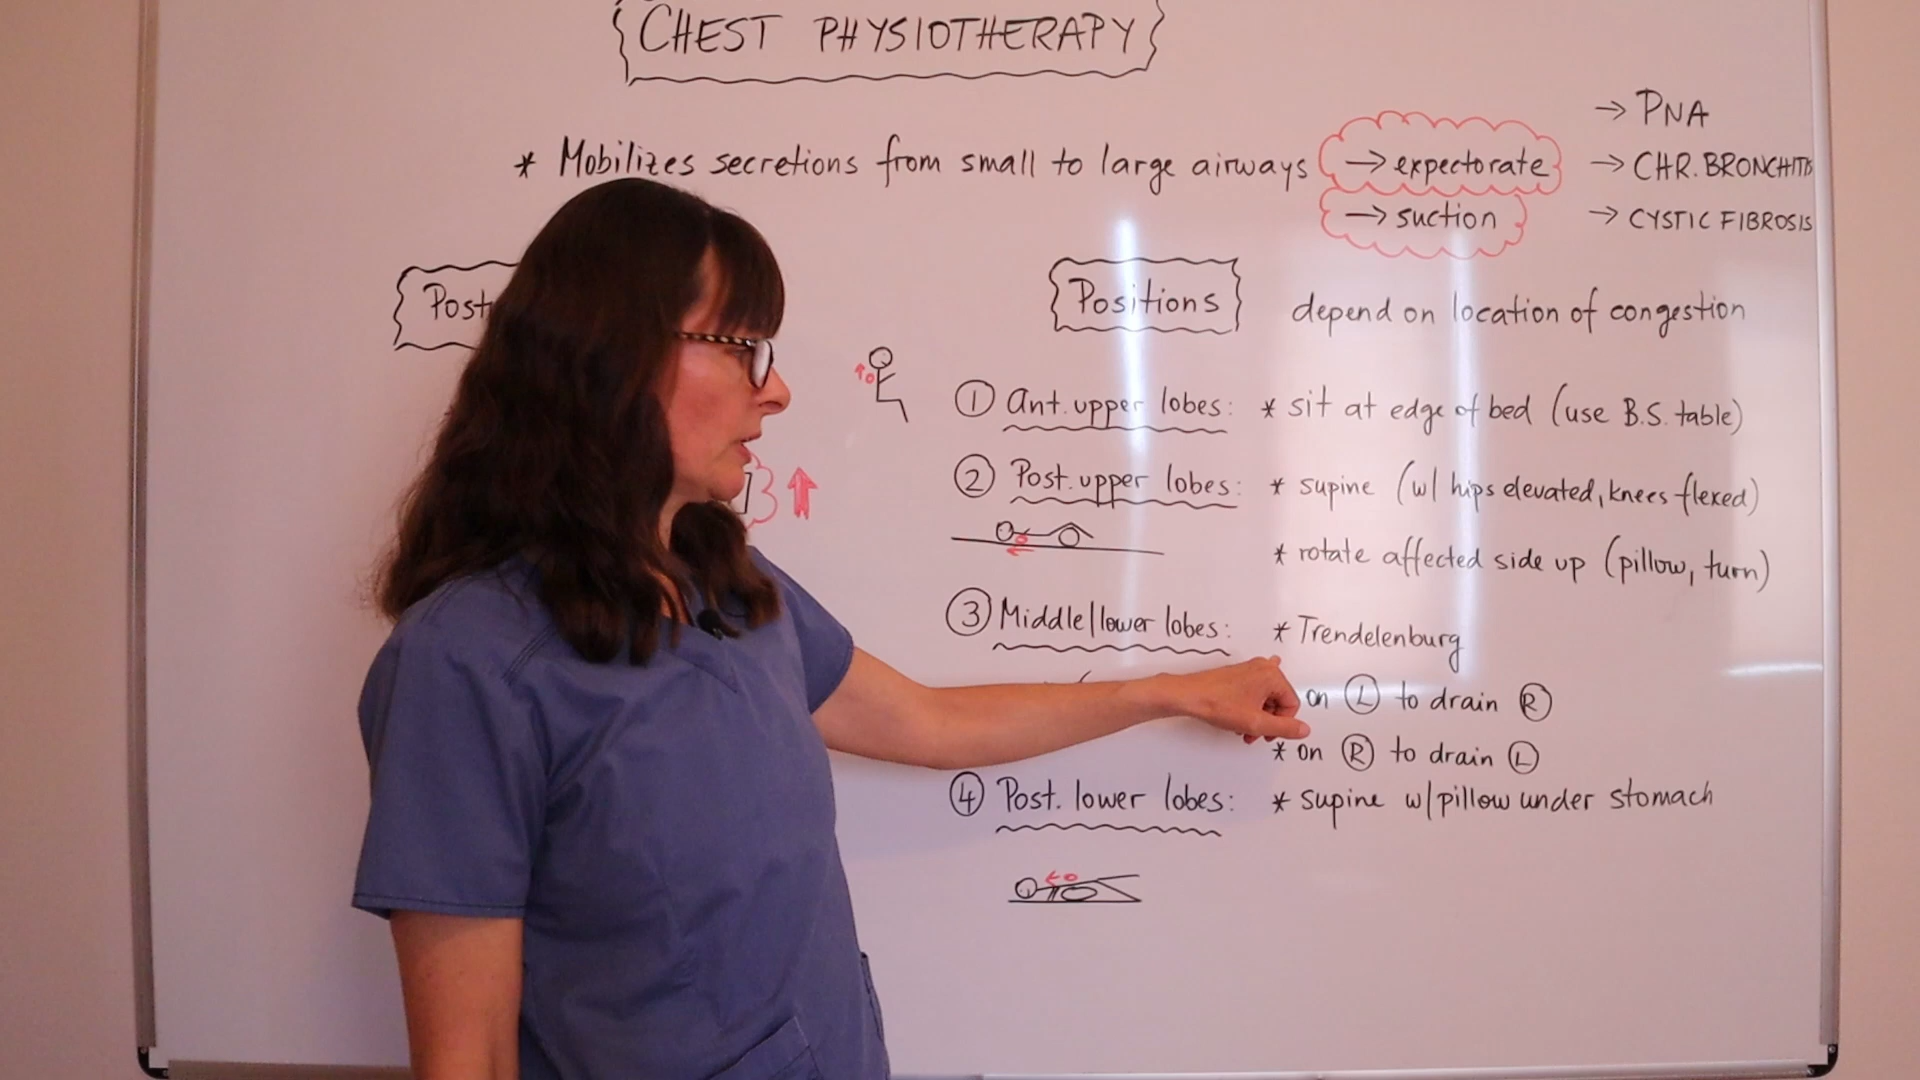 CHEST PHYSIOTHERAPY
* Mobilizes secretions from small to large airways → expectorate
→ suction
→ PNA
→ CHR. BRONCHITIS
→ CYSTIC FIBROSIS
Post
Positions depend on location of congestion
① Ant. upper lobes: * sit at edge of bed (use B.S. table)
② Post. upper lobes: * supine (w/ hips elevated, knees flexed)
* rotate affected side up (pillow, turn)
③ Middle/lower lobes: * Trendelenburg
on Ⓛ to drain Ⓡ
* on Ⓡ to drain Ⓛ
④ Post. lower lobes: * supine w/ pillow under stomach